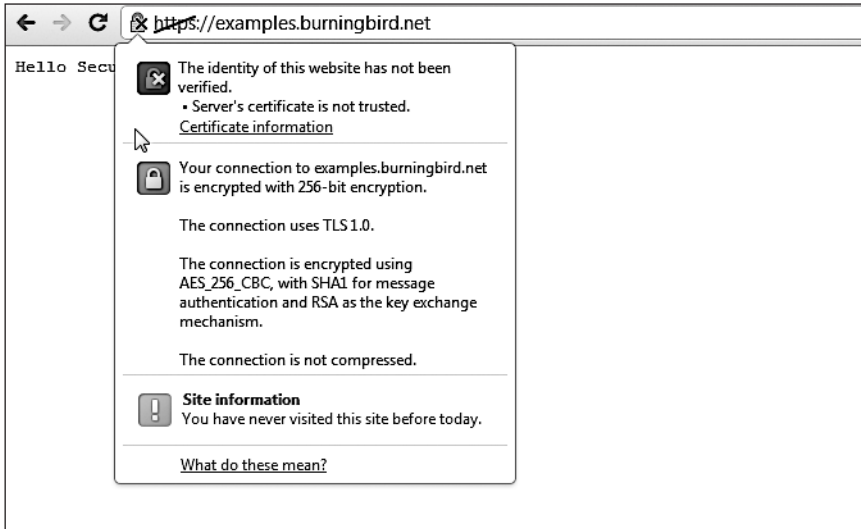 https://examples.burningbird.net
Hello Secu
The identity of this website has not been
verified.
▪ Server's certificate is not trusted.
Certificate information
Your connection to examples.burningbird.net
is encrypted with 256-bit encryption.
The connection uses TLS 1.0.
The connection is encrypted using
AES_256_CBC, with SHA1 for message
authentication and RSA as the key exchange
mechanism.
The connection is not compressed.
Site information
You have never visited this site before today.
What do these mean?